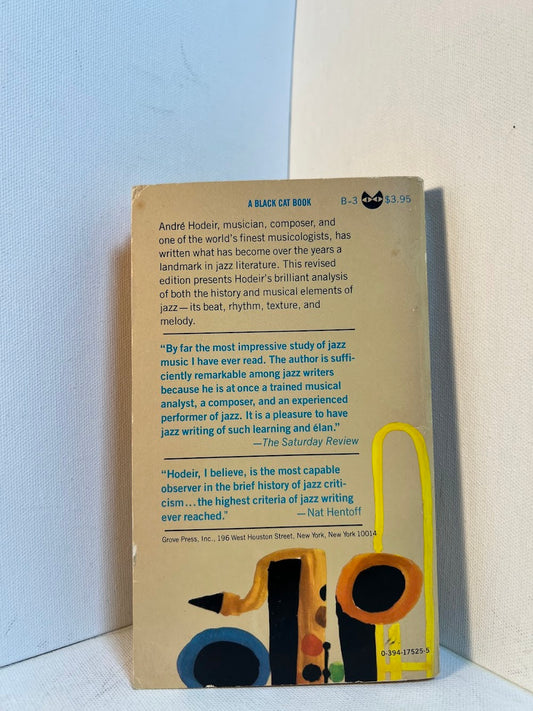 A BLACK CAT BOOK B-3 $3.95
André Hodeir, musician, composer, and
one of the world's finest musicologists, has
written what has become over the years a
landmark in jazz literature. This revised
edition presents Hodeir's brilliant analysis
of both the history and musical elements of
jazz—its beat, rhythm, texture, and
melody.
“By far the most impressive study of jazz
music I have ever read. The author is suffi-
ciently remarkable among jazz writers
because he is at once a trained musical
analyst, a composer, and an experienced
performer of jazz. It is a pleasure to have
jazz writing of such learning and élan.”
—The Saturday Review
“Hodeir, I believe, is the most capable
observer in the brief history of jazz criti-
cism...the highest criteria of jazz writing
ever reached.”
—Nat Hentoff
Grove Press, Inc., 196 West Houston Street, New York, New York 10014
0-394-17525-5